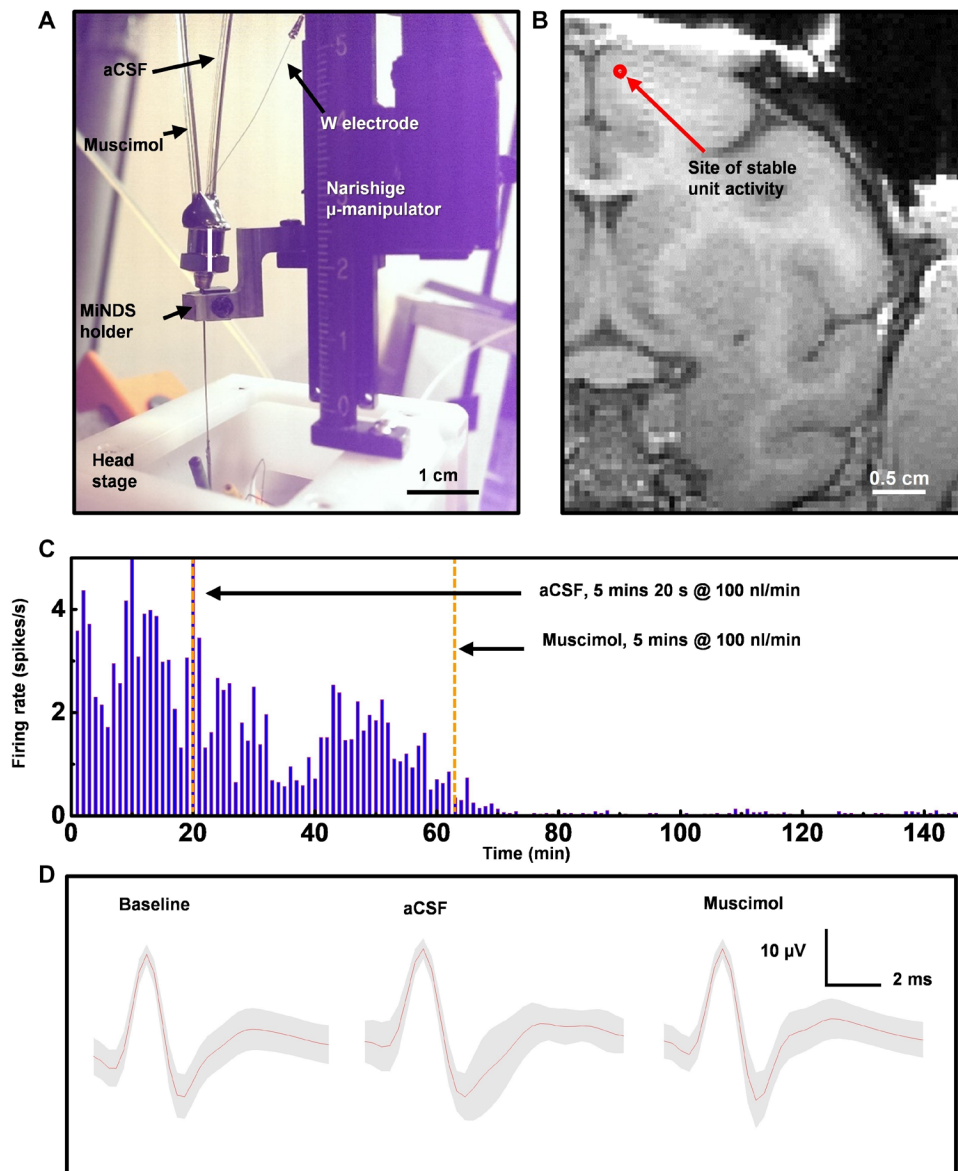 A
aCSF
Muscimol
W electrode
Narishige
µ-manipulator
MiNDS
holder
Head
stage
1 cm
5
4
3
2
1
0
B
Site of stable
unit activity
0.5 cm
C
Firing rate (spikes/s)
4
2
0
aCSF, 5 mins 20 s @ 100 nl/min
Muscimol, 5 mins @ 100 nl/min
0 20 40 60 80 100 120 140
Time (min)
D
Baseline
aCSF
Muscimol
10 µV
2 ms